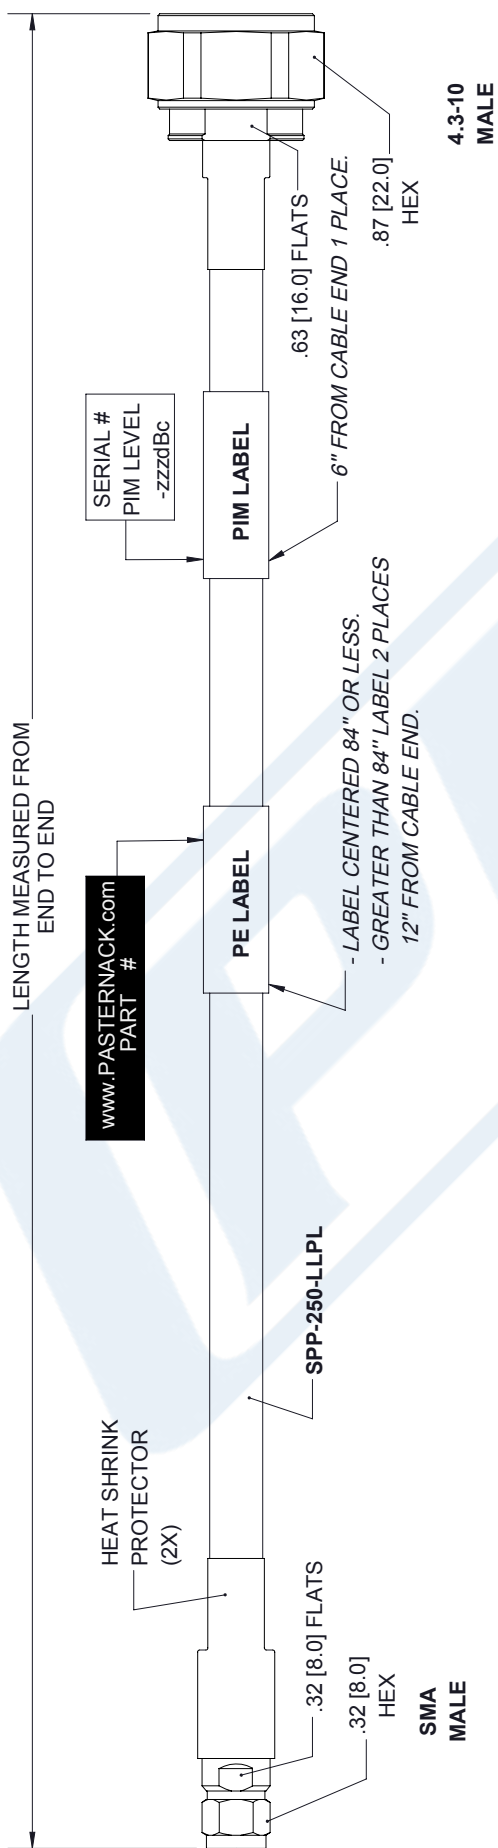 LENGTH MEASURED FROM
END TO END
www.PASTERNACK.com
PART #
SERIAL #
PIM LEVEL
-zzzdBc
HEAT SHRINK
PROTECTOR
(2X)
PE LABEL
PIM LABEL
.32 [8.0] FLATS
.32 [8.0]
HEX
SMA
MALE
SPP-250-LLPL
- LABEL CENTERED 84" OR LESS.
- GREATER THAN 84" LABEL 2 PLACES
12" FROM CABLE END.
6" FROM CABLE END 1 PLACE.
.63 [16.0] FLATS
.87 [22.0]
HEX
4.3-10
MALE